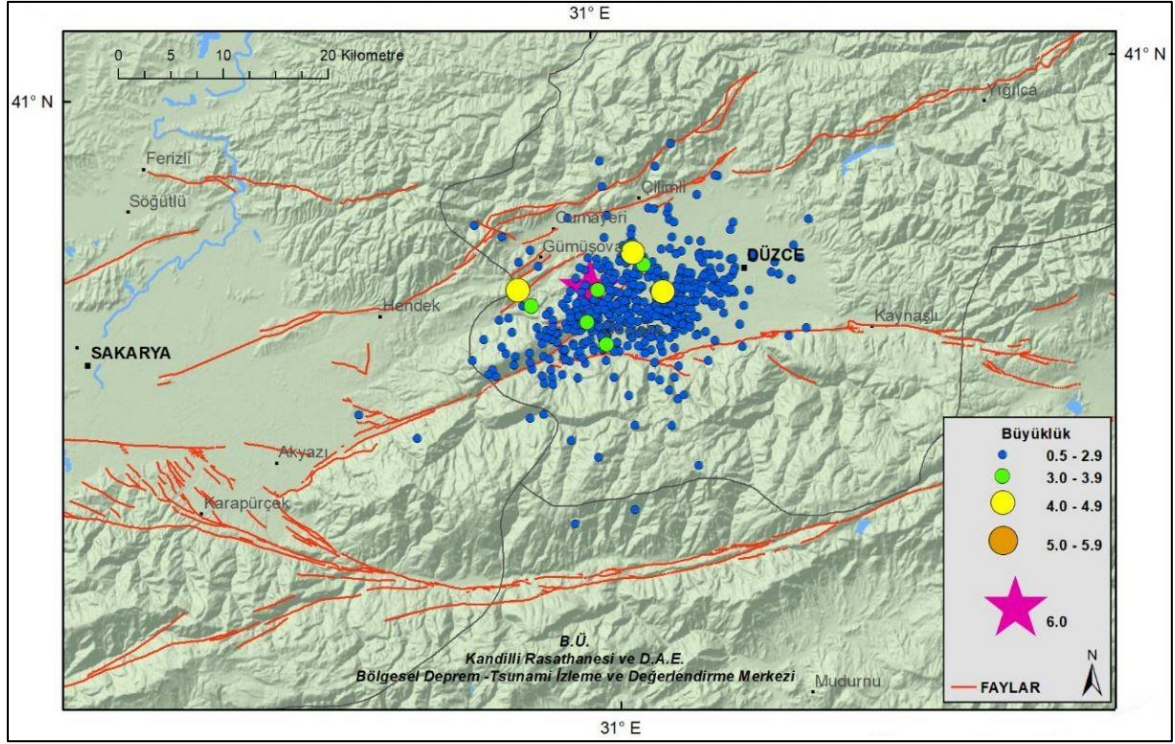 31° E
0 5 10 20 Kilometre
41° N
41° N
Yığılca
Ferizli
Söğütlü
Çilimli
Cumayeri
Gümüşova
DÜZCE
Hendek
Kaynaşlı
SAKARYA
Akyazı
Karapürçek
Büyüklük
0.5 - 2.9
3.0 - 3.9
4.0 - 4.9
5.0 - 5.9
6.0
N
FAYLAR
B.Ü.
Kandilli Rasathanesi ve D.A.E.
Bölgesel Deprem -Tsunami İzleme ve Değerlendirme Merkezi
Mudurnu
31° E